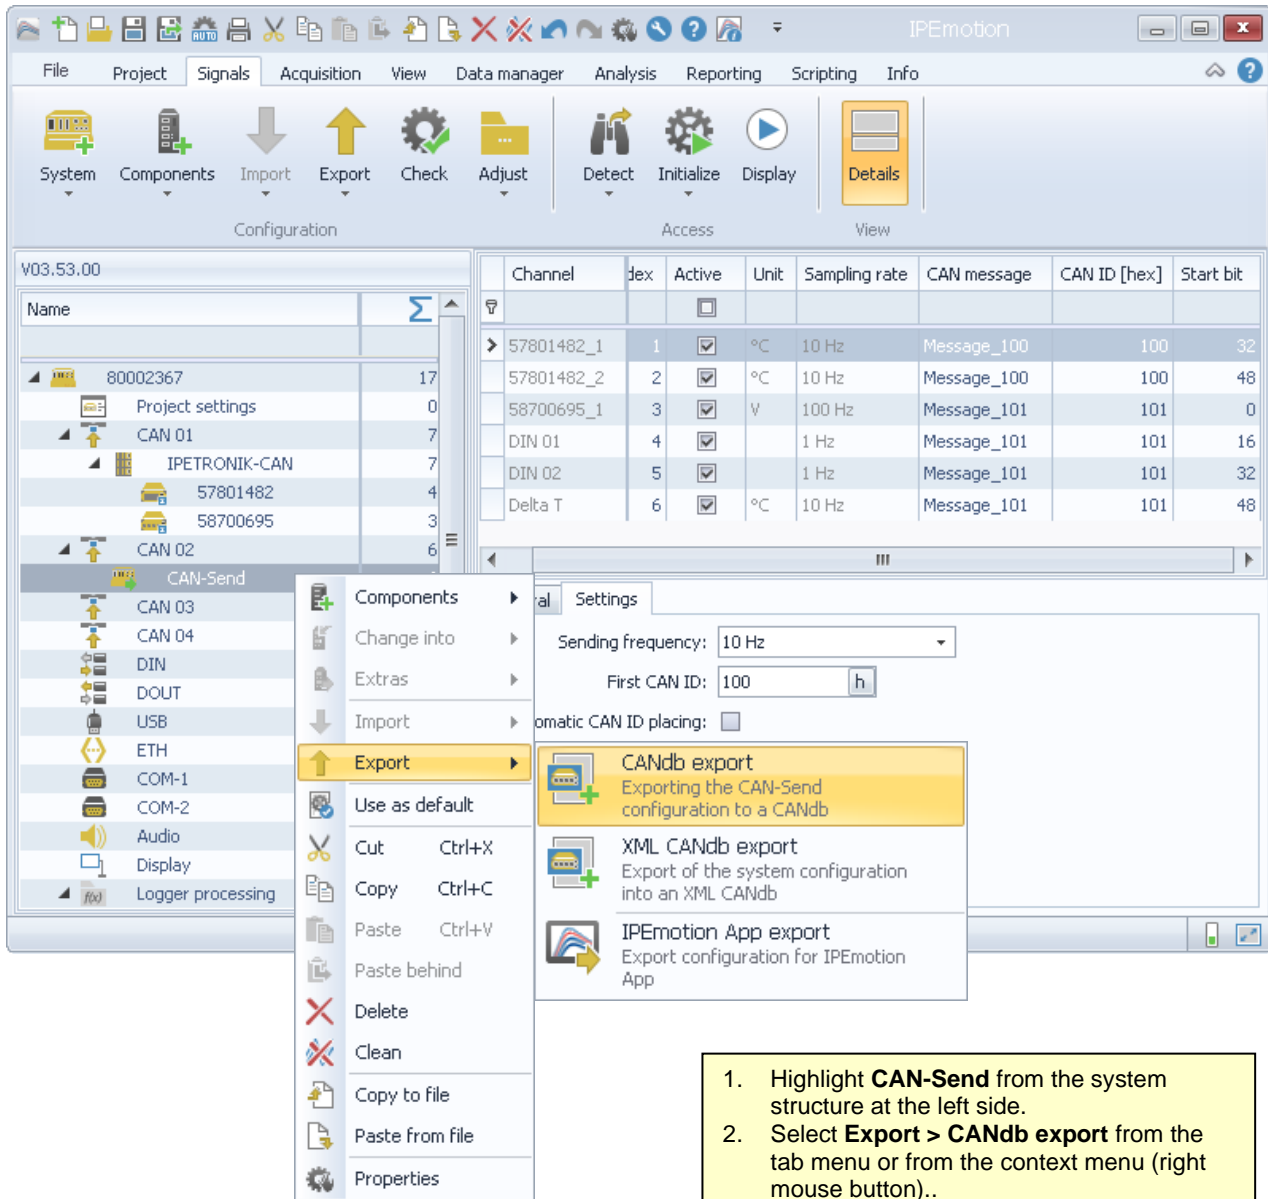 AUTO
IPEmotion
File Project Signals Acquisition View Data manager Analysis Reporting Scripting Info
System Components Import Export Check Adjust Detect Initialize Display Details
Configuration Access View
V03.53.00
Name Σ
80002367 17
Project settings 0
CAN 01 7
IPETRONIK-CAN 7
57801482 4
58700695 3
CAN 02 6
CAN-Send
CAN 03
CAN 04
DIN
DOUT
USB
ETH
COM-1
COM-2
Audio
Display
f(x) Logger processing
Channel dex Active Unit Sampling rate CAN message CAN ID [hex] Start bit
57801482_1 1 °C 10 Hz Message_100 100 32
57801482_2 2 °C 10 Hz Message_100 100 48
58700695_1 3 V 100 Hz Message_101 101 0
DIN 01 4 1 Hz Message_101 101 16
DIN 02 5 1 Hz Message_101 101 32
Delta T 6 °C 10 Hz Message_101 101 48
al Settings
Sending frequency: 10 Hz
First CAN ID: 100 h
omatic CAN ID placing:
Components
Change into
Extras
Import
Export
Use as default
Cut Ctrl+X
Copy Ctrl+C
Paste Ctrl+V
Paste behind
Delete
Clean
Copy to file
Paste from file
Properties
CANdb export
Exporting the CAN-Send
configuration to a CANdb
XML CANdb export
Export of the system configuration
into an XML CANdb
IPEmotion App export
Export configuration for IPEmotion
App
1. Highlight CAN-Send from the system
structure at the left side.
2. Select Export > CANdb export from the
tab menu or from the context menu (right
mouse button)..